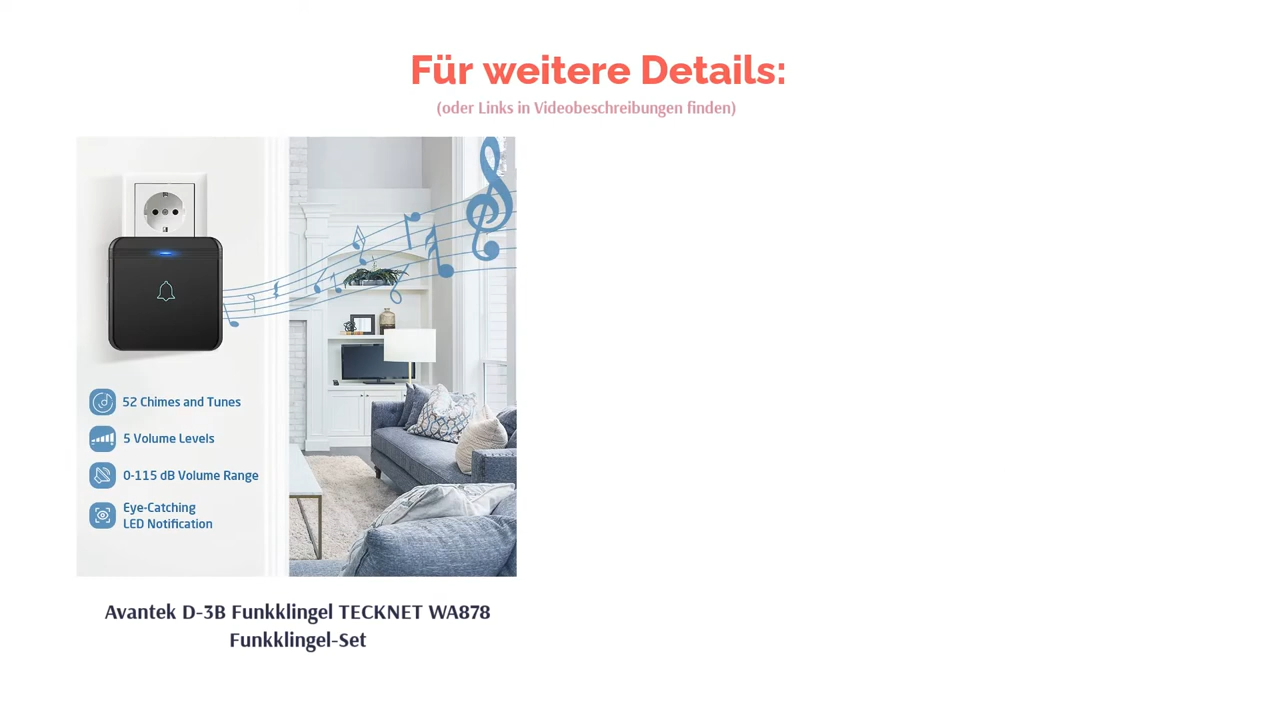 Für weitere Details:
(oder Links in Videobeschreibungen finden)
52 Chimes and Tunes
5 Volume Levels
0-115 dB Volume Range
Eye-Catching
LED Notification
Avantek D-3B Funkklingel TECKNET WA878
Funkklingel-Set